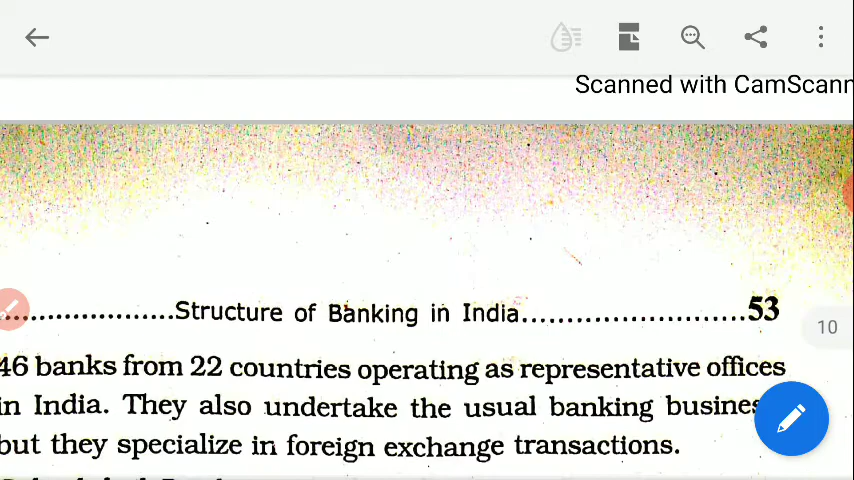 Scanned with CamScann
....................Structure of Banking in India.........................53
10
46 banks from 22 countries operating as representative offices
in India. They also undertake the usual banking busines
but they specialize in foreign exchange transactions.